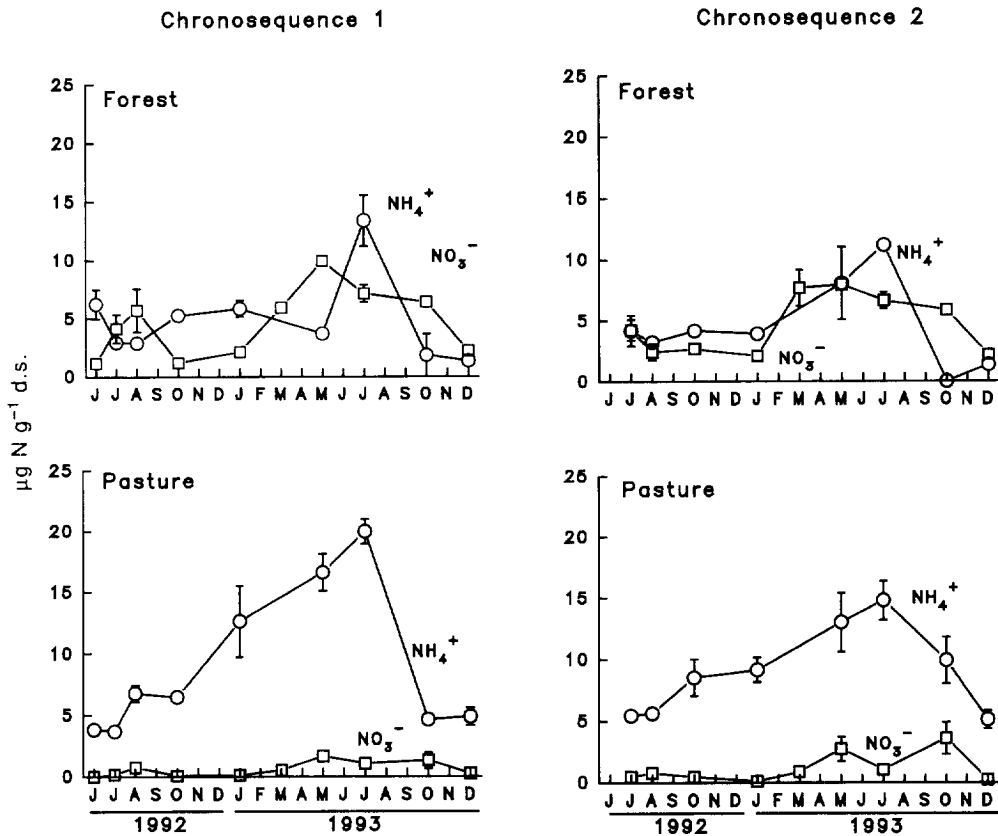 Chronosequence 1
Chronosequence 2
µg N g⁻¹ d.s.
25
20
15
10
5
0
Forest
NH₄⁺
NO₃⁻
J J A S O N D J F M A M J J A S O N D
25
20
15
10
5
0
Forest
NH₄⁺
NO₃⁻
J J A S O N D J F M A M J J A S O N D
25
20
15
10
5
0
Pasture
NH₄⁺
NO₃⁻
J J A S O N D J F M A M J J A S O N D
1992
1993
25
20
15
10
5
0
Pasture
NH₄⁺
NO₃⁻
J J A S O N D J F M A M J J A S O N D
1992
1993